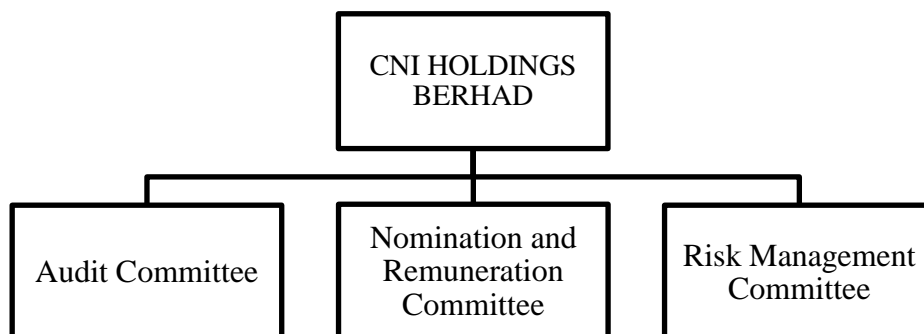 CNI HOLDINGS
BERHAD
Audit Committee
Nomination and
Remuneration
Committee
Risk Management
Committee